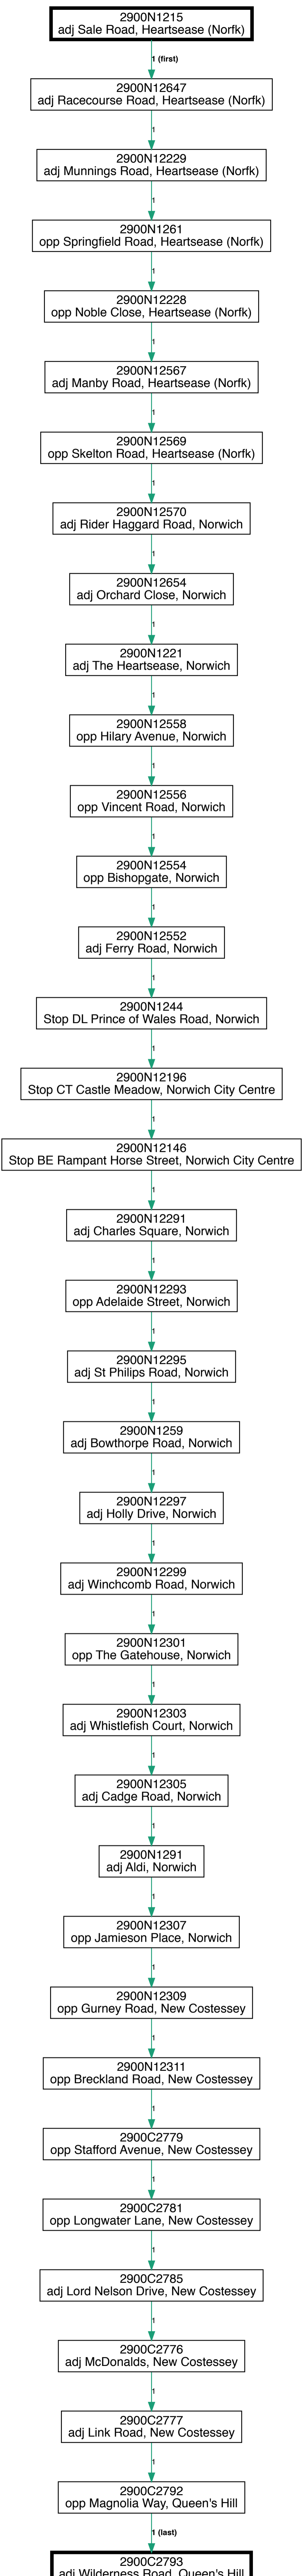 2900N1215
adj Sale Road, Heartsease (Norfk)
1 (first)
2900N12647
adj Racecourse Road, Heartsease (Norfk)
1
2900N12229
adj Munnings Road, Heartsease (Norfk)
1
2900N1261
opp Springfield Road, Heartsease (Norfk)
1
2900N12228
opp Noble Close, Heartsease (Norfk)
1
2900N12567
adj Manby Road, Heartsease (Norfk)
1
2900N12569
opp Skelton Road, Heartsease (Norfk)
1
2900N12570
adj Rider Haggard Road, Norwich
1
2900N12654
adj Orchard Close, Norwich
1
2900N1221
adj The Heartsease, Norwich
1
2900N12558
opp Hilary Avenue, Norwich
1
2900N12556
opp Vincent Road, Norwich
1
2900N12554
opp Bishopgate, Norwich
1
2900N12552
adj Ferry Road, Norwich
1
2900N1244
Stop DL Prince of Wales Road, Norwich
1
2900N12196
Stop CT Castle Meadow, Norwich City Centre
1
2900N12146
Stop BE Rampant Horse Street, Norwich City Centre
1
2900N12291
adj Charles Square, Norwich
1
2900N12293
opp Adelaide Street, Norwich
1
2900N12295
adj St Philips Road, Norwich
1
2900N1259
adj Bowthorpe Road, Norwich
1
2900N12297
adj Holly Drive, Norwich
1
2900N12299
adj Winchcomb Road, Norwich
1
2900N12301
opp The Gatehouse, Norwich
1
2900N12303
adj Whistlefish Court, Norwich
1
2900N12305
adj Cadge Road, Norwich
1
2900N1291
adj Aldi, Norwich
1
2900N12307
opp Jamieson Place, Norwich
1
2900N12309
opp Gurney Road, New Costessey
1
2900N12311
opp Breckland Road, New Costessey
1
2900C2779
opp Stafford Avenue, New Costessey
1
2900C2781
opp Longwater Lane, New Costessey
1
2900C2785
adj Lord Nelson Drive, New Costessey
1
2900C2776
adj McDonalds, New Costessey
1
2900C2777
adj Link Road, New Costessey
1
2900C2792
opp Magnolia Way, Queen's Hill
1 (last)
2900C2793
adj Wilderness Road, Queen's Hill